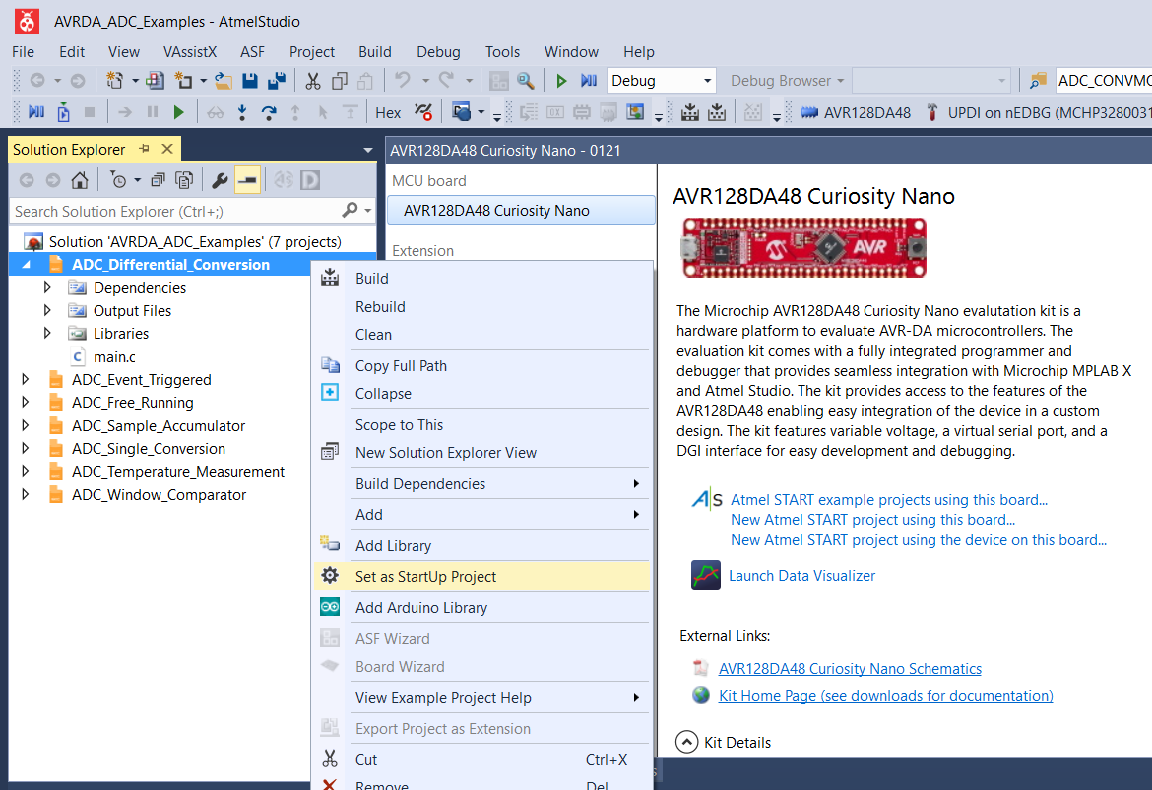 AVRDA_ADC_Examples - AtmelStudio
File Edit View VAssistX ASF Project Build Debug Tools Window Help
Debug Debug Browser ADC_CONVMO
Hex AVR128DA48 UPDI on nEDBG (MCHP3280031
Solution Explorer
Search Solution Explorer (Ctrl+;)
Solution 'AVRDA_ADC_Examples' (7 projects)
ADC_Differential_Conversion
Dependencies
Output Files
Libraries
C main.c
ADC_Event_Triggered
ADC_Free_Running
ADC_Sample_Accumulator
ADC_Single_Conversion
ADC_Temperature_Measurement
ADC_Window_Comparator
Build
Rebuild
Clean
Copy Full Path
Collapse
Scope to This
New Solution Explorer View
Build Dependencies
Add
Add Library
Set as StartUp Project
Add Arduino Library
ASF Wizard
Board Wizard
View Example Project Help
Export Project as Extension
Cut Ctrl+X
Remove Del
AVR128DA48 Curiosity Nano - 0121
MCU board
AVR128DA48 Curiosity Nano
Extension
AVR128DA48 Curiosity Nano
AVR
The Microchip AVR128DA48 Curiosity Nano evalutation kit is a
hardware platform to evaluate AVR-DA microcontrollers. The
evaluation kit comes with a fully integrated programmer and
debugger that provides seamless integration with Microchip MPLAB X
and Atmel Studio. The kit provides access to the features of the
AVR128DA48 enabling easy integration of the device in a custom
design. The kit features variable voltage, a virtual serial port, and a
DGI interface for easy development and debugging.
AS Atmel START example projects using this board...
New Atmel START project using this board...
New Atmel START project using the device on this board...
Launch Data Visualizer
External Links:
AVR128DA48 Curiosity Nano Schematics
Kit Home Page (see downloads for documentation)
Kit Details